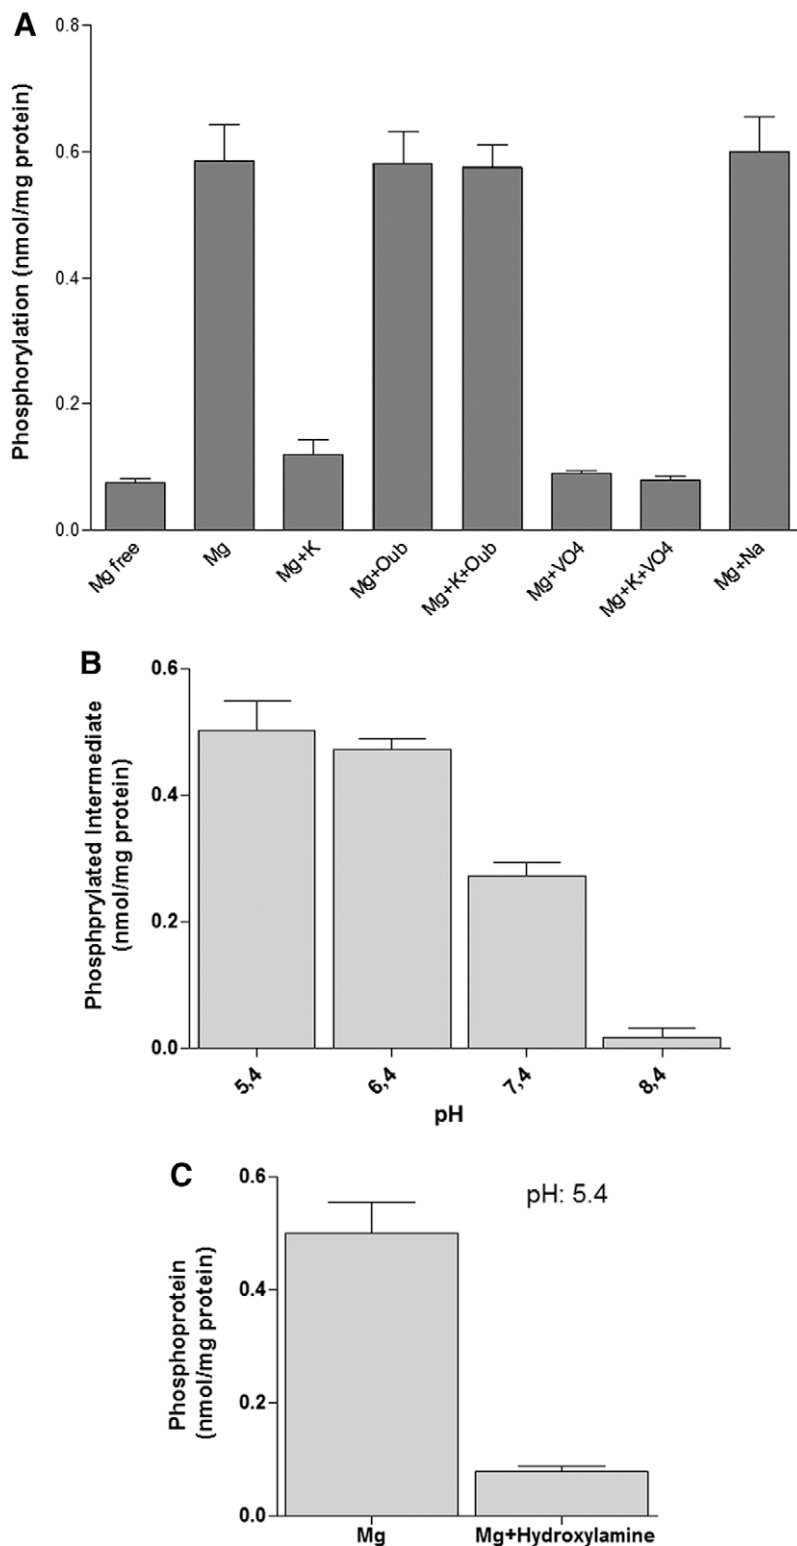 A
Phosphorylation (nmol/mg protein)
0.8
0.6
0.4
0.2
0.0
Mg free
Mg
Mg+K
Mg+Oub
Mg+K+Oub
Mg+VO4
Mg+K+VO4
Mg+Na
B
Phosphprylated Intermediate
(nmol/mg protein)
0.6
0.4
0.2
0.0
5,4
6,4
7,4
8,4
pH
C
pH: 5.4
Phosphoprotein
(nmol/mg protein)
0.6
0.4
0.2
0.0
Mg
Mg+Hydroxylamine